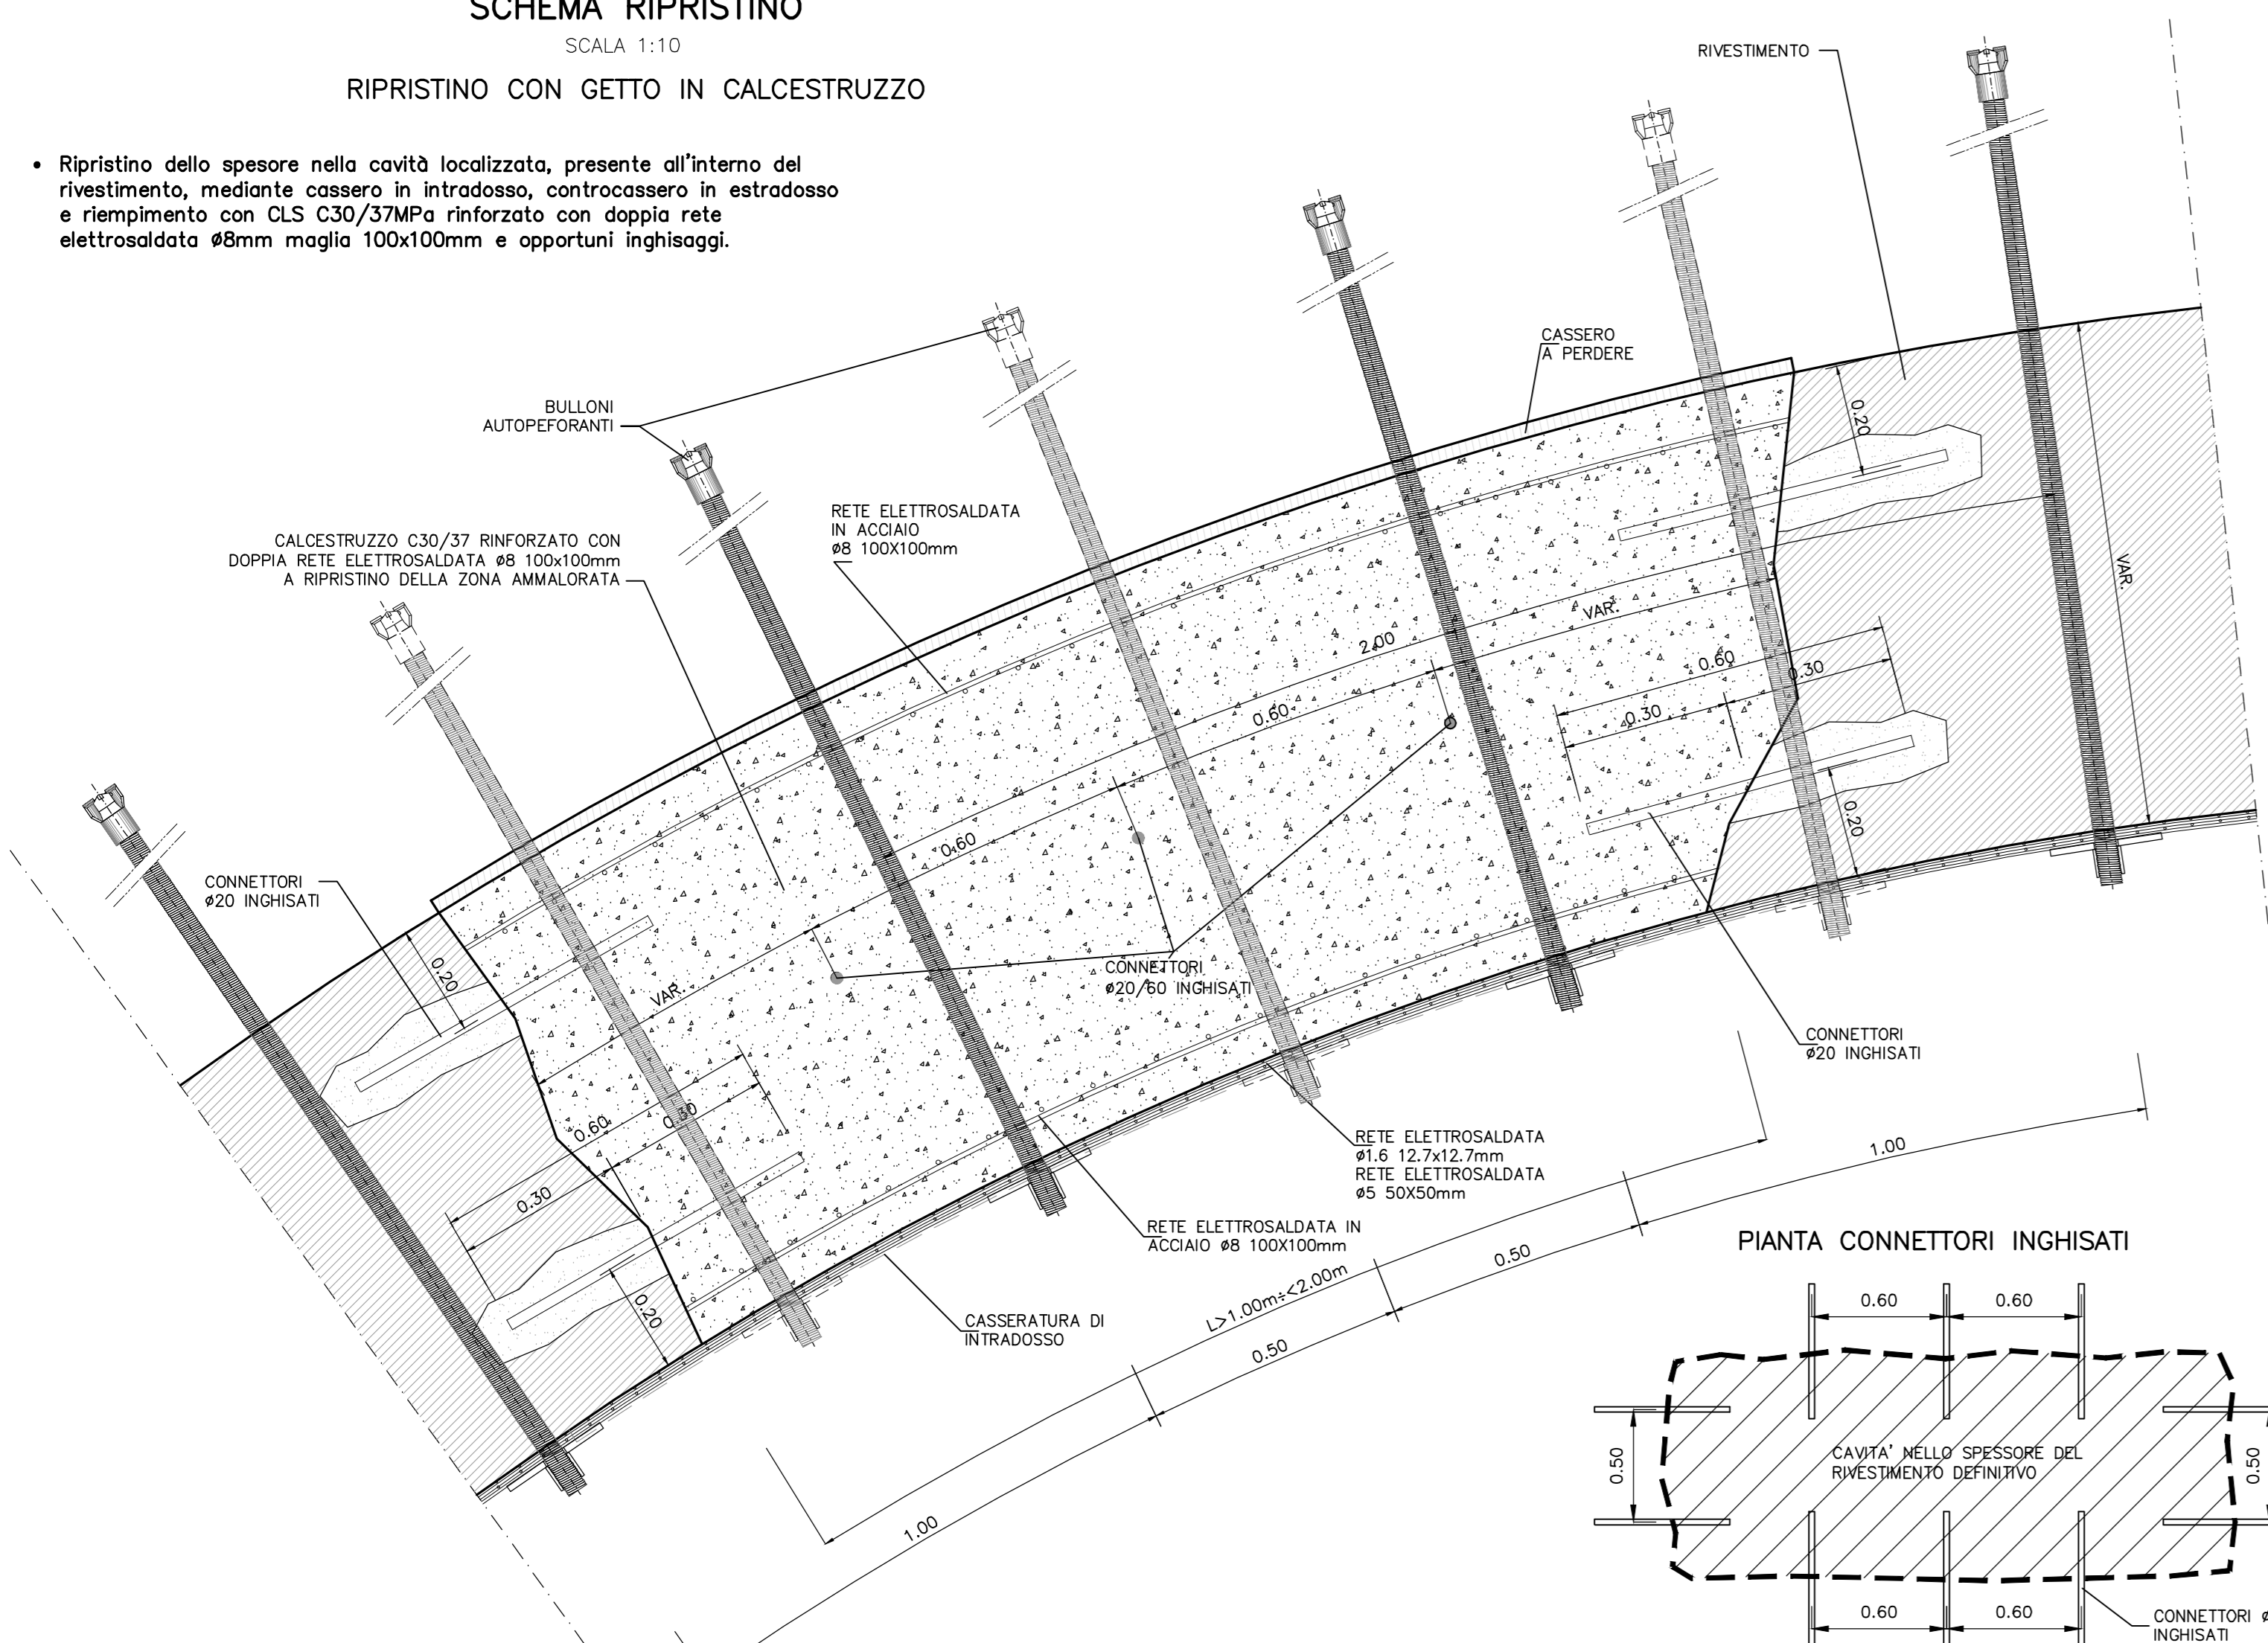 SCHEMA RIPRISTINO
SCALA 1:10
RIPRISTINO CON GETTO IN CALCESTRUZZO
• Ripristino dello spesore nella cavità localizzata, presente all'interno del
rivestimento, mediante cassero in intradosso, controcassero in estradosso
e riempimento con CLS C30/37MPa rinforzato con doppia rete
elettrosaldata ø8mm maglia 100x100mm e opportuni inghisaggi.
RIVESTIMENTO
CASSERO
A PERDERE
BULLONI
AUTOPEFORANTI
RETE ELETTROSALDATA
IN ACCIAIO
ø8 100X100mm
CALCESTRUZZO C30/37 RINFORZATO CON
DOPPIA RETE ELETTROSALDATA ø8 100x100mm
A RIPRISTINO DELLA ZONA AMMALORATA
0.20
VAR.
VAR.
2.00
0.60
0.60
0.30
0.30
0.60
0.20
CONNETTORI
ø20 INGHISATI
0.20
VAR.
CONNETTORI
ø20/60 INGHISATI
CONNETTORI
ø20 INGHISATI
0.60
0.30
0.30
0.20
RETE ELETTROSALDATA
ø1.6 12.7x12.7mm
RETE ELETTROSALDATA
ø5 50X50mm
RETE ELETTROSALDATA IN
ACCIAIO ø8 100X100mm
CASSERATURA DI
INTRADOSSO
1.00
0.50
L>1.00m÷<2.00m
0.50
1.00
PIANTA CONNETTORI INGHISATI
0.60
0.60
0.50
CAVITA' NELLO SPESSORE DEL
RIVESTIMENTO DEFINITIVO
0.50
0.60
0.60
CONNETTORI ø
INGHISATI